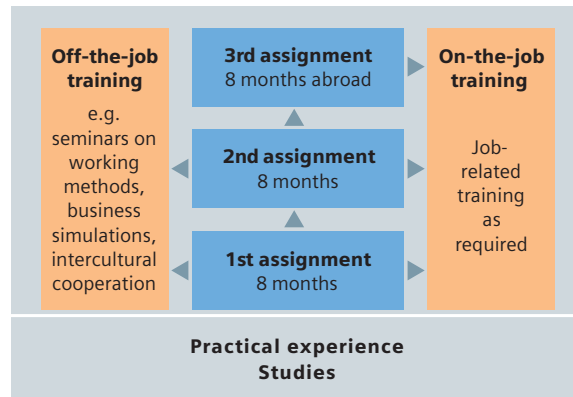 Off-the-job
training
e.g.
seminars on
working
methods,
business
simulations,
intercultural
cooperation
3rd assignment
8 months abroad
2nd assignment
8 months
1st assignment
8 months
On-the-job
training
Job-
related
training
as
required
Practical experience
Studies